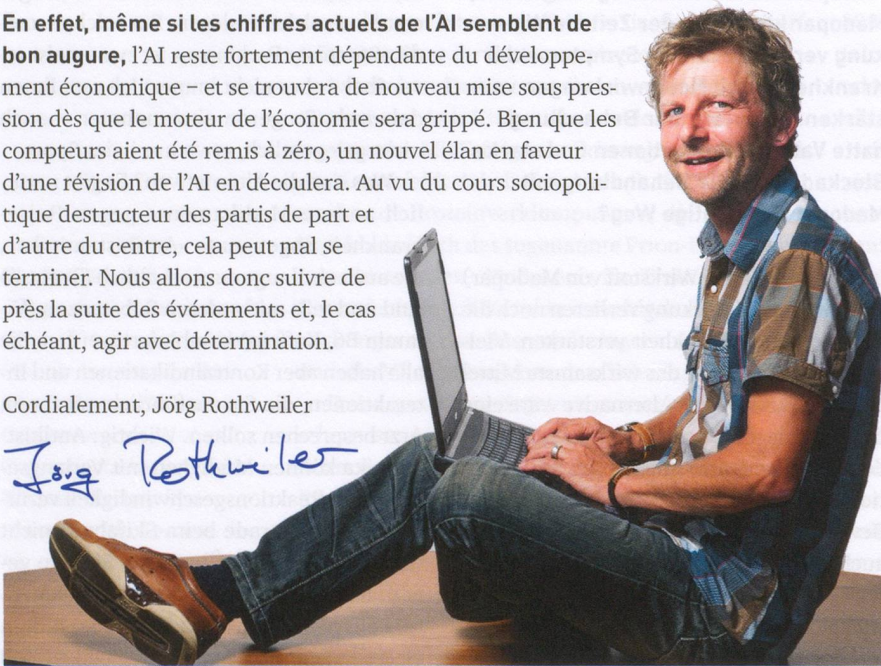 En effet, même si les chiffres actuels de l’AI semblent de
bon augure, l’AI reste fortement dépendante du développe-
ment économique – et se trouvera de nouveau mise sous pres-
sion dès que le moteur de l’économie sera grippé. Bien que les
compteurs aient été remis à zéro, un nouvel élan en faveur
d’une révision de l’AI en découlera. Au vu du cours sociopoli-
tique destructeur des partis de part et
d’autre du centre, cela peut mal se
terminer. Nous allons donc suivre de
près la suite des événements et, le cas
échéant, agir avec détermination.
Cordialement, Jörg Rothweiler
Jörg Rothweiler